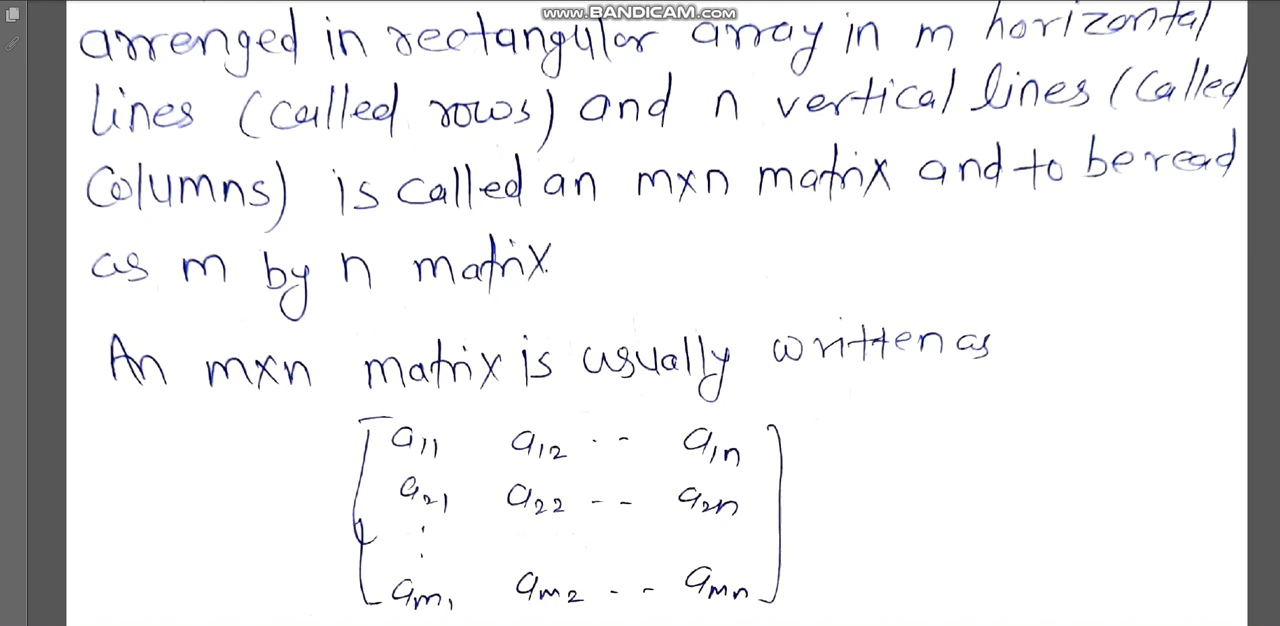 www.BANDICAM.com
arrenged in rectangular array in m horizontal
lines (called rows) and n vertical lines (called
columns) is called an mxn matrix and to be read
as m by n matrix.
An mxn matrix is usually written as
a11 a12 .. a1n
a21 a22 -- a2n
⋮
am1 am2 -- amn